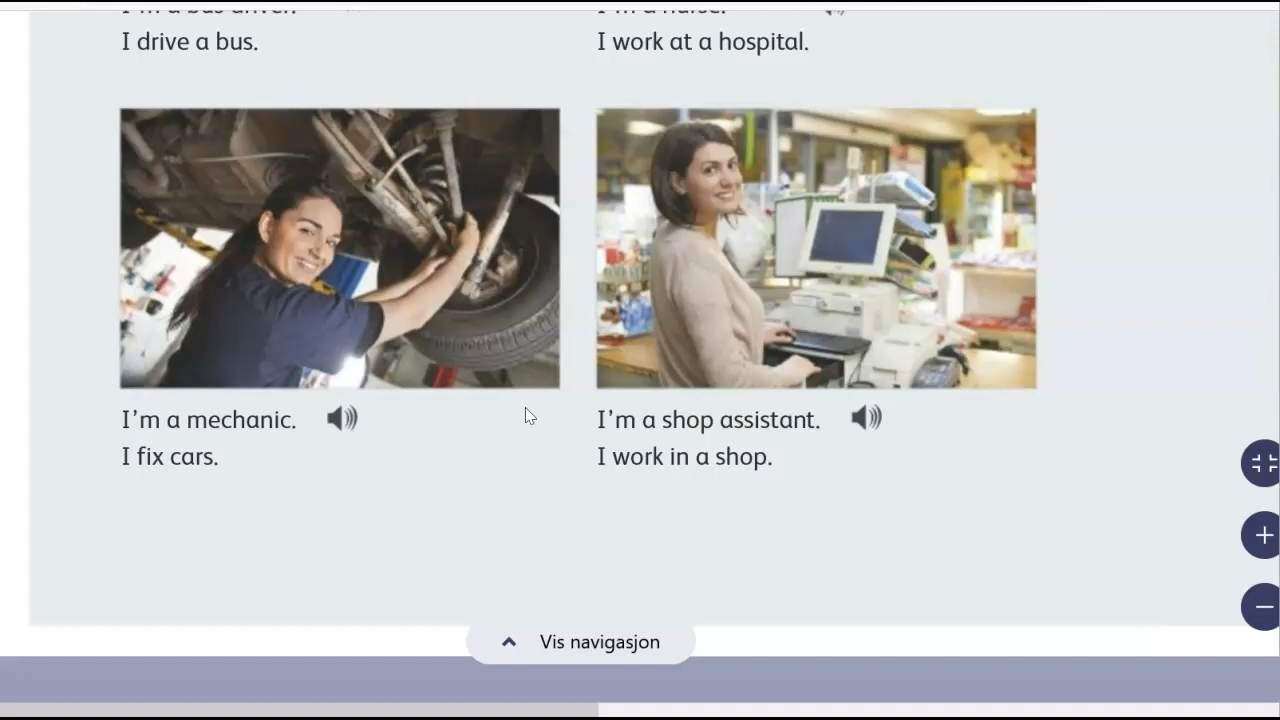 I drive a bus.
I work at a hospital.
I'm a mechanic.
I fix cars.
I'm a shop assistant.
I work in a shop.
Vis navigasjon